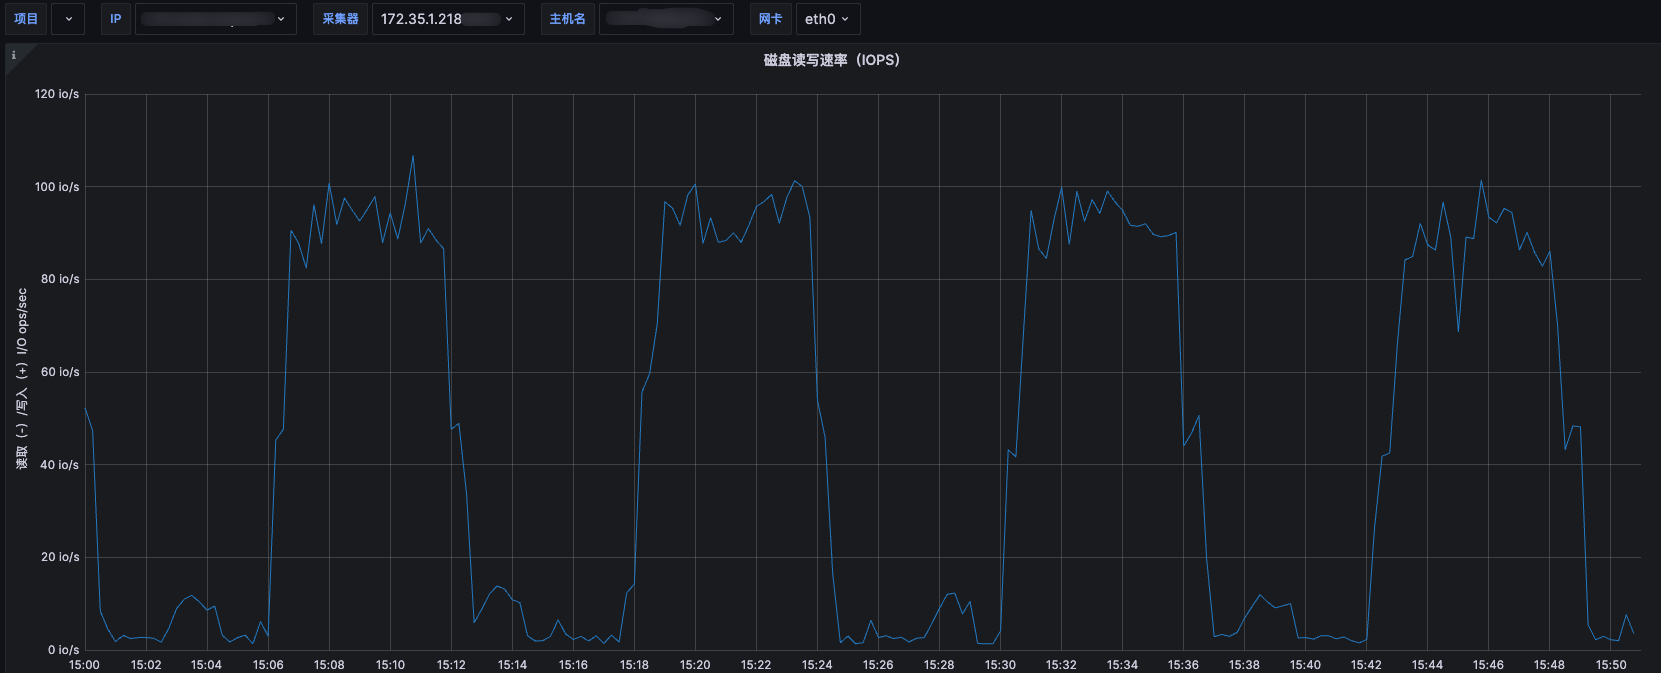 项目 IP 采集器 172.35.1.218 主机名 网卡 eth0
i
磁盘读写速率（IOPS）
读取（-）/写入（+）I/O ops/sec
120 io/s
100 io/s
80 io/s
60 io/s
40 io/s
20 io/s
0 io/s
15:00 15:02 15:04 15:06 15:08 15:10 15:12 15:14 15:16 15:18 15:20 15:22 15:24 15:26 15:28 15:30 15:32 15:34 15:36 15:38 15:40 15:42 15:44 15:46 15:48 15:50